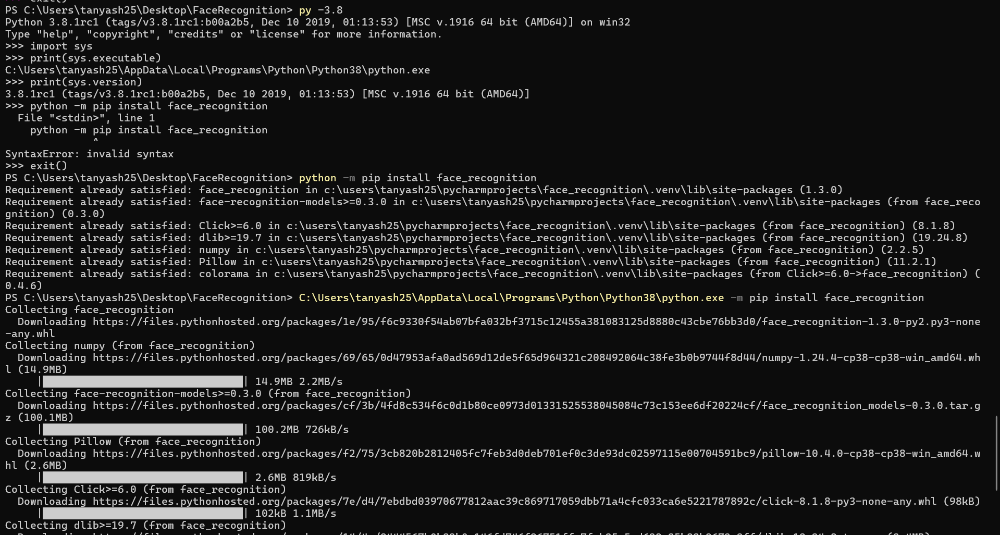 PS C:\Users\tanyash25\Desktop\FaceRecognition> py -3.8
Python 3.8.1rc1 (tags/v3.8.1rc1:b00a2b5, Dec 10 2019, 01:13:53) [MSC v.1916 64 bit (AMD64)] on win32
Type "help", "copyright", "credits" or "license" for more information.
>>> import sys
>>> print(sys.executable)
C:\Users\tanyash25\AppData\Local\Programs\Python\Python38\python.exe
>>> print(sys.version)
3.8.1rc1 (tags/v3.8.1rc1:b00a2b5, Dec 10 2019, 01:13:53) [MSC v.1916 64 bit (AMD64)]
>>> python -m pip install face_recognition
  File "<stdin>", line 1
    python -m pip install face_recognition
              ^
SyntaxError: invalid syntax
>>> exit()
PS C:\Users\tanyash25\Desktop\FaceRecognition> python -m pip install face_recognition
Requirement already satisfied: face_recognition in c:\users\tanyash25\pycharmprojects\face_recognition\.venv\lib\site-packages (1.3.0)
Requirement already satisfied: face-recognition-models>=0.3.0 in c:\users\tanyash25\pycharmprojects\face_recognition\.venv\lib\site-packages (from face_reco
gnition) (0.3.0)
Requirement already satisfied: Click>=6.0 in c:\users\tanyash25\pycharmprojects\face_recognition\.venv\lib\site-packages (from face_recognition) (8.1.8)
Requirement already satisfied: dlib>=19.7 in c:\users\tanyash25\pycharmprojects\face_recognition\.venv\lib\site-packages (from face_recognition) (19.24.8)
Requirement already satisfied: numpy in c:\users\tanyash25\pycharmprojects\face_recognition\.venv\lib\site-packages (from face_recognition) (2.2.5)
Requirement already satisfied: Pillow in c:\users\tanyash25\pycharmprojects\face_recognition\.venv\lib\site-packages (from face_recognition) (11.2.1)
Requirement already satisfied: colorama in c:\users\tanyash25\pycharmprojects\face_recognition\.venv\lib\site-packages (from Click>=6.0->face_recognition) (
0.4.6)
PS C:\Users\tanyash25\Desktop\FaceRecognition> C:\Users\tanyash25\AppData\Local\Programs\Python\Python38\python.exe -m pip install face_recognition
Collecting face_recognition
  Downloading https://files.pythonhosted.org/packages/1e/95/f6c9330f54ab07bfa032bf3715c12455a381083125d8880c43cbe76bb3d0/face_recognition-1.3.0-py2.py3-none
-any.whl
Collecting numpy (from face_recognition)
  Downloading https://files.pythonhosted.org/packages/69/65/0d47953afa0ad569d12de5f65d964321c208492064c38fe3b0b9744f8d44/numpy-1.24.4-cp38-cp38-win_amd64.wh
l (14.9MB)
     |████████████████████████████████| 14.9MB 2.2MB/s
Collecting face-recognition-models>=0.3.0 (from face_recognition)
  Downloading https://files.pythonhosted.org/packages/cf/3b/4fd8c534f6c0d1b80ce0973d01331525538045084c73c153ee6df20224cf/face_recognition_models-0.3.0.tar.g
z (100.1MB)
     |████████████████████████████████| 100.2MB 726kB/s
Collecting Pillow (from face_recognition)
  Downloading https://files.pythonhosted.org/packages/f2/75/3cb820b2812405fc7feb3d0deb701ef0c3de93dc02597115e00704591bc9/pillow-10.4.0-cp38-cp38-win_amd64.w
hl (2.6MB)
     |████████████████████████████████| 2.6MB 819kB/s
Collecting Click>=6.0 (from face_recognition)
  Downloading https://files.pythonhosted.org/packages/7e/d4/7ebdbd03970677812aac39c869717059dbb71a4cfc033ca6e5221787892c/click-8.1.8-py3-none-any.whl (98kB)
     |████████████████████████████████| 102kB 1.1MB/s
Collecting dlib>=19.7 (from face_recognition)